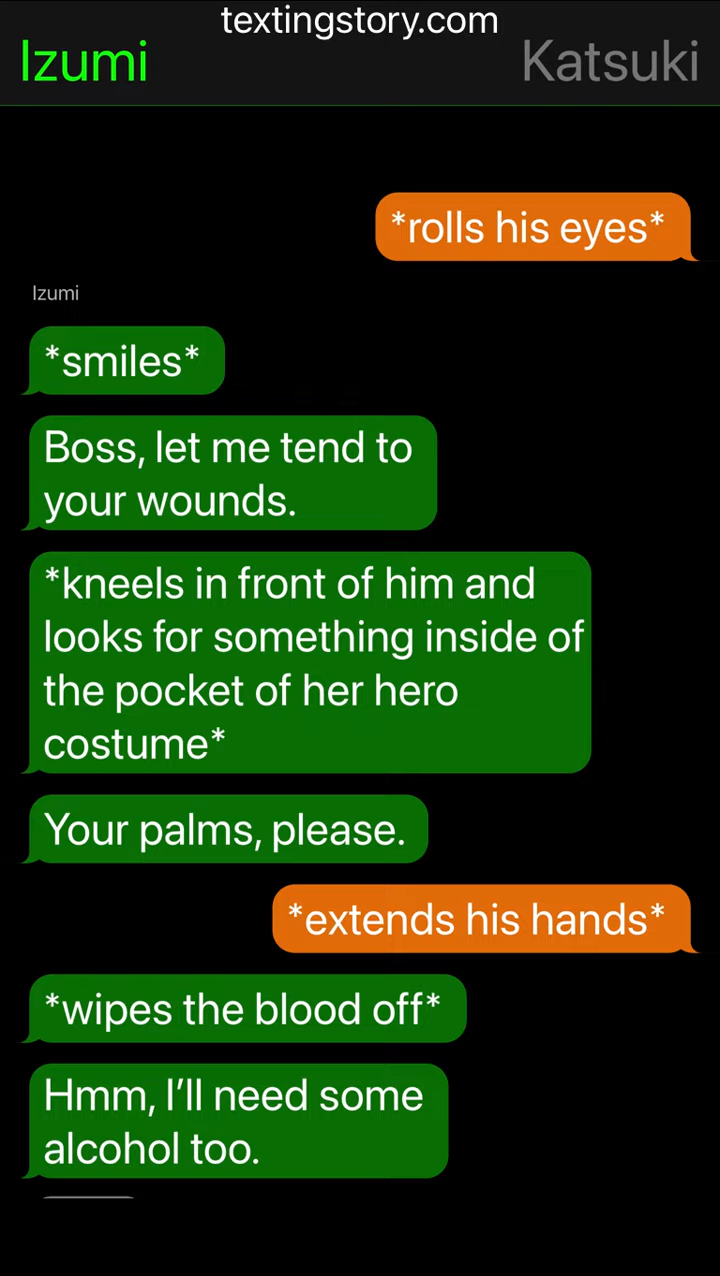 textingstory.com
Izumi
Katsuki
*rolls his eyes*
Izumi
*smiles*
Boss, let me tend to
your wounds.
*kneels in front of him and
looks for something inside of
the pocket of her hero
costume*
Your palms, please.
*extends his hands*
*wipes the blood off*
Hmm, I’ll need some
alcohol too.